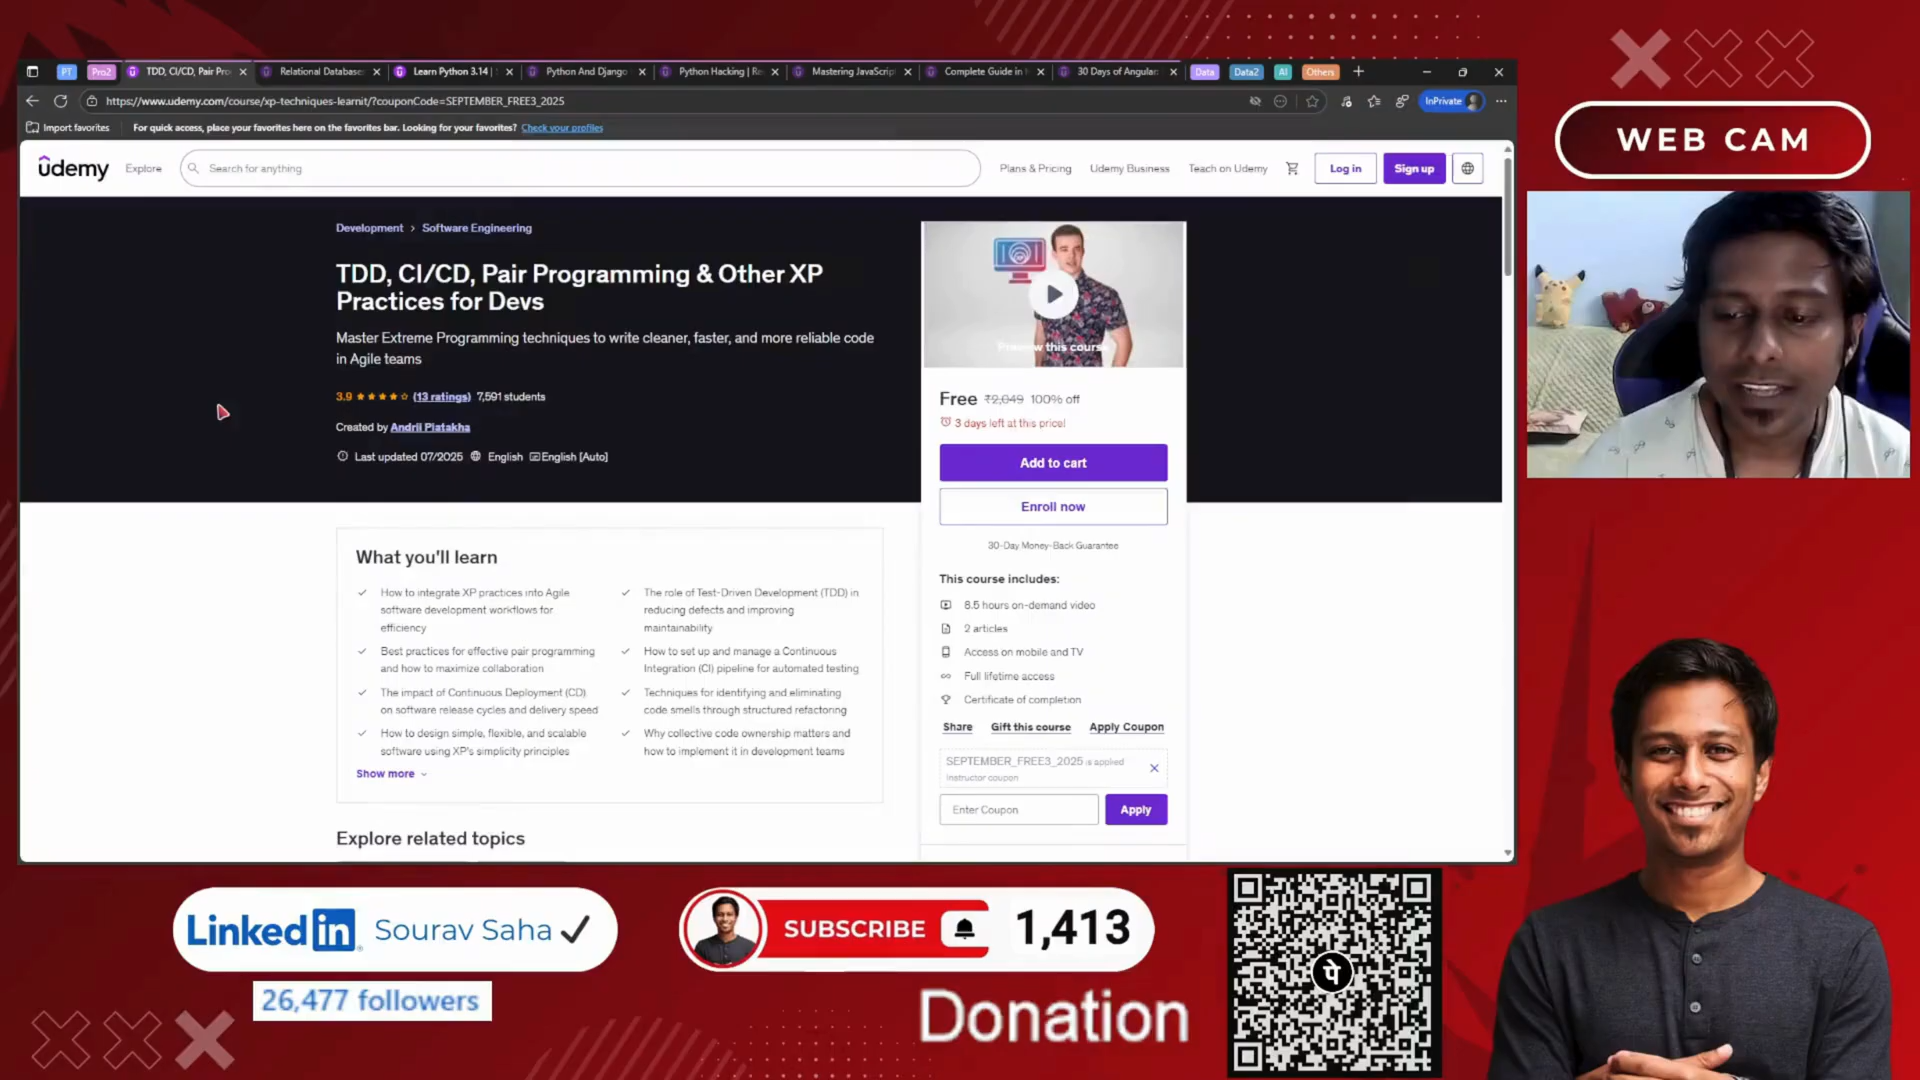 PT
Pro2
TDD, CI/CD, Pair Pro
Relational Database
Learn Python 3.14 |
Python And Django
Python Hacking | Re
Mastering JavaScript
Complete Guide in
30 Days of Angular
Data
Data2
AI
Others
https://www.udemy.com/course/xp-techniques-learnit/?couponCode=SEPTEMBER_FREE3_2025
InPrivate
Import favorites
For quick access, place your favorites here on the favorites bar. Looking for your favorites? Check your profiles
udemy
Explore
Search for anything
Plans & Pricing
Udemy Business
Teach on Udemy
Log in
Sign up
WEB CAM
Development > Software Engineering
TDD, CI/CD, Pair Programming & Other XP
Practices for Devs
Master Extreme Programming techniques to write cleaner, faster, and more reliable code
in Agile teams
3.9 (13 ratings) 7,591 students
Created by Andrii Piatakha
Last updated 07/2025 English English [Auto]
Preview this course
Free ₹2,049 100% off
3 days left at this price!
Add to cart
Enroll now
30-Day Money-Back Guarantee
This course includes:
8.5 hours on-demand video
2 articles
Access on mobile and TV
Full lifetime access
Certificate of completion
Share
Gift this course
Apply Coupon
SEPTEMBER_FREE3_2025 is applied
Instructor coupon
Enter Coupon
Apply
What you'll learn
How to integrate XP practices into Agile
software development workflows for
efficiency
Best practices for effective pair programming
and how to maximize collaboration
The impact of Continuous Deployment (CD)
on software release cycles and delivery speed
How to design simple, flexible, and scalable
software using XP's simplicity principles
The role of Test-Driven Development (TDD) in
reducing defects and improving
maintainability
How to set up and manage a Continuous
Integration (CI) pipeline for automated testing
Techniques for identifying and eliminating
code smells through structured refactoring
Why collective code ownership matters and
how to implement it in development teams
Show more
Explore related topics
Linkedin Sourav Saha
26,477 followers
SUBSCRIBE
1,413
Donation
पे